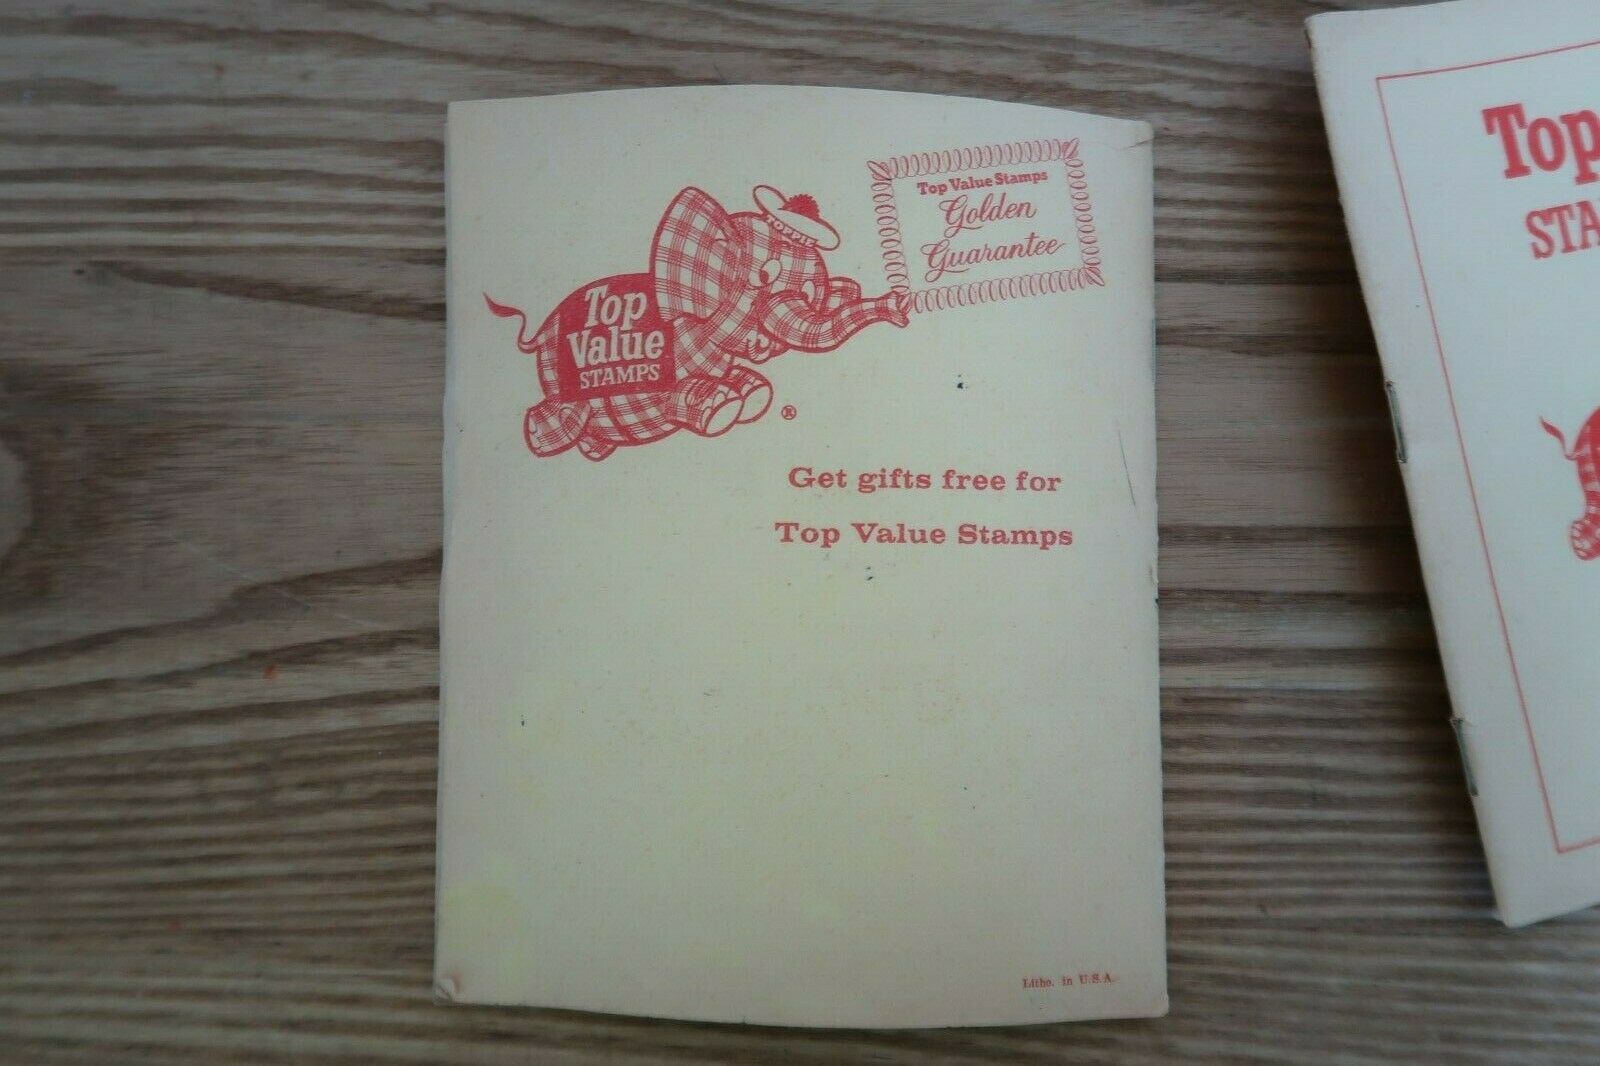 Top Value Stamps
Golden
Guarantee
TOPPIE
Top
Value
STAMPS
®
Get gifts free for
Top Value Stamps
Litho. in U.S.A.
Top
STA